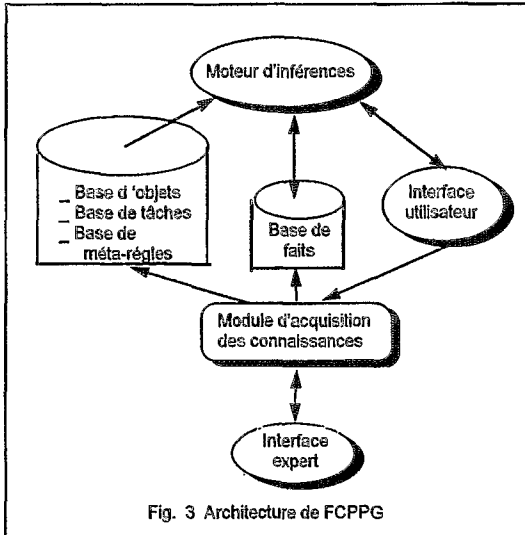 Moteur d'inférences
_ Base d 'objets
_ Base de tâches
_ Base de
méta-régles
Base de
faits
Interface
utilisateur
Module d'acquisition
des connaissances
Interface
expert
Fig. 3 Architecture de FCPPG